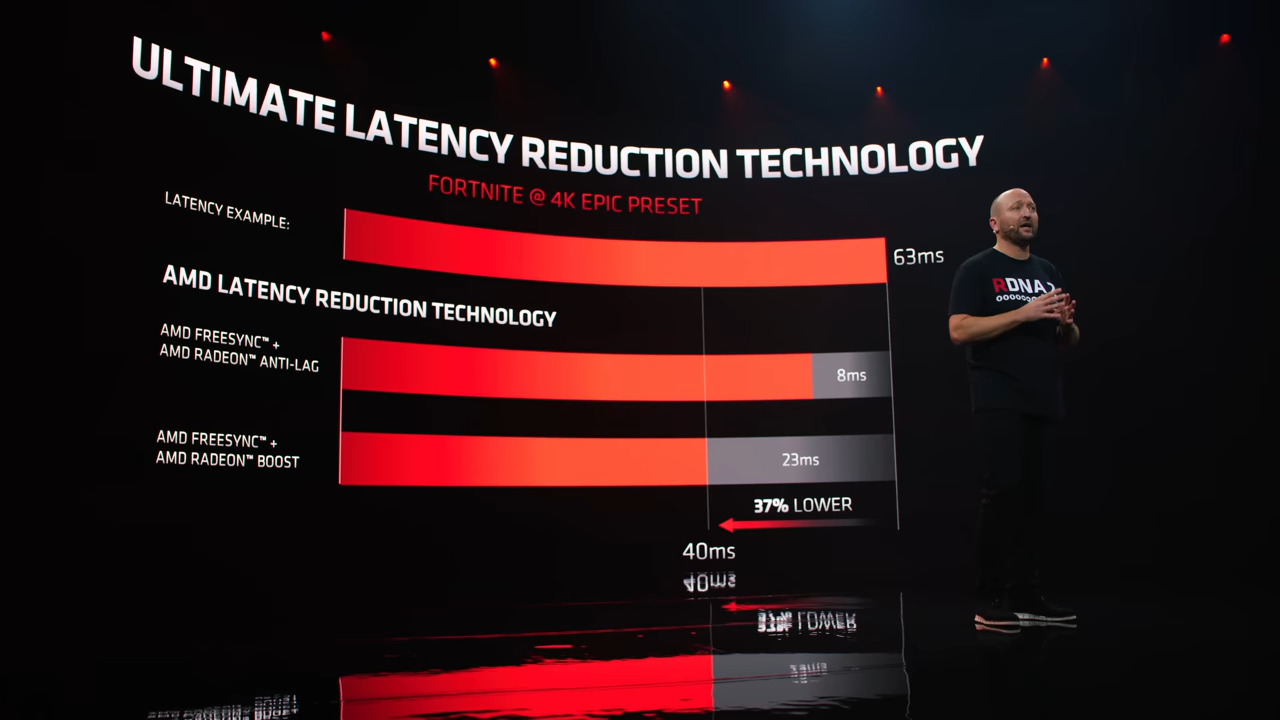 ULTIMATE LATENCY REDUCTION TECHNOLOGY
FORTNITE @ 4K EPIC PRESET
LATENCY EXAMPLE:
63ms
AMD LATENCY REDUCTION TECHNOLOGY
AMD FREESYNC™ +
AMD RADEON™ ANTI-LAG
8ms
AMD FREESYNC™ +
AMD RADEON™ BOOST
23ms
37% LOWER
40ms
RDNA